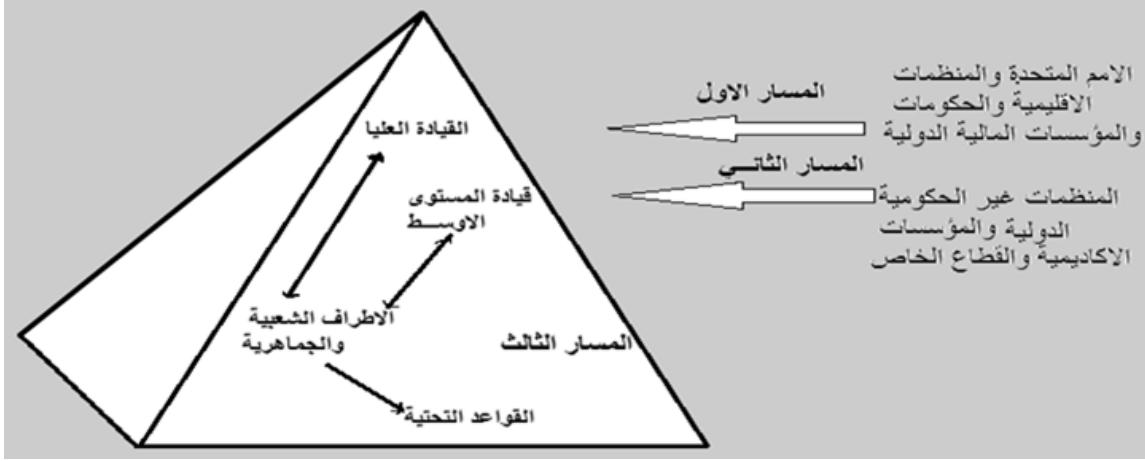 الامم المتحدة والمنظمات
الاقليمية والحكومات
والمؤسسات المالية الدولية
المسار الاول
المسار الثاني
المنظمات غير الحكومية
الدولية والمؤسسات
الاكاديمية والقطاع الخاص
القيادة العليا
قيادة المستوى
الاوسط
الاطراف الشعبية
والجماهرية
المسار الثالث
القواعد التحتية